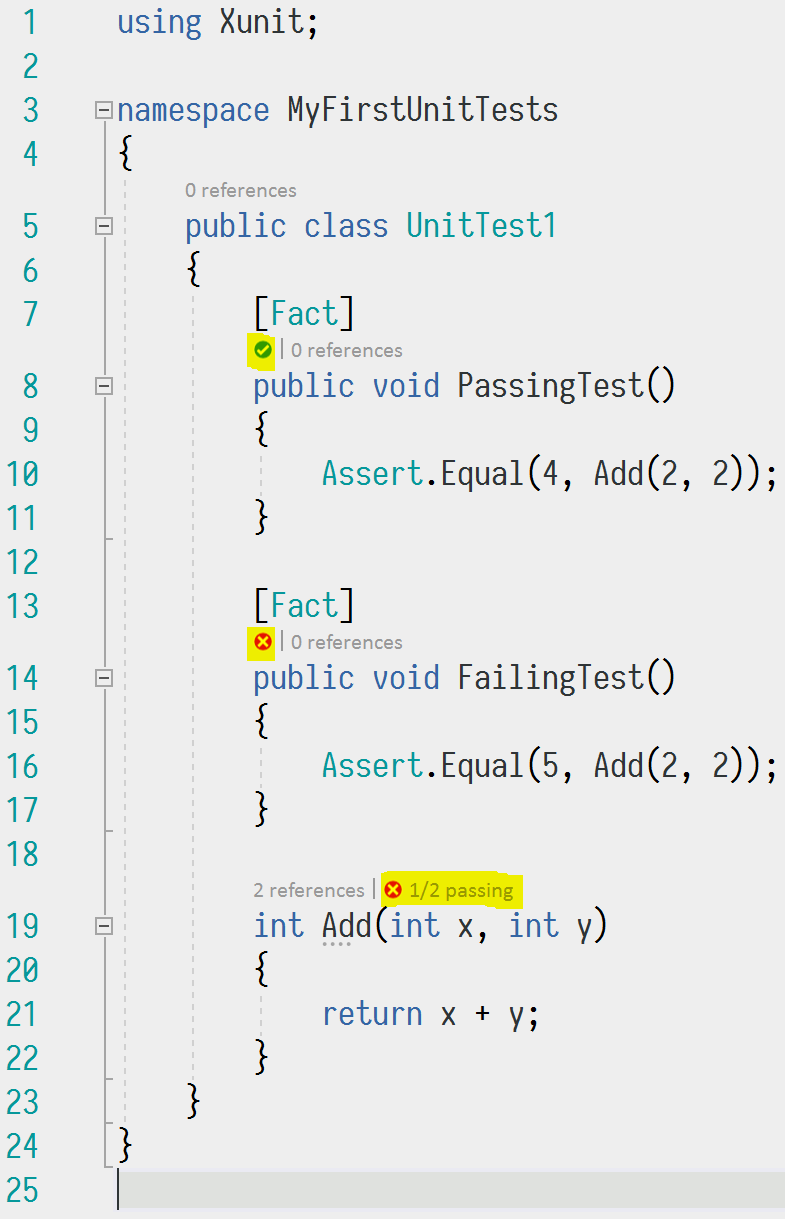 1 using Xunit;
2
3 namespace MyFirstUnitTests
4 {
0 references
5 public class UnitTest1
6 {
7 [Fact]
| 0 references
8 public void PassingTest()
9 {
10 Assert.Equal(4, Add(2, 2));
11 }
12
13 [Fact]
| 0 references
14 public void FailingTest()
15 {
16 Assert.Equal(5, Add(2, 2));
17 }
18
2 references | 1/2 passing
19 int Add(int x, int y)
20 {
21 return x + y;
22 }
23 }
24 }
25